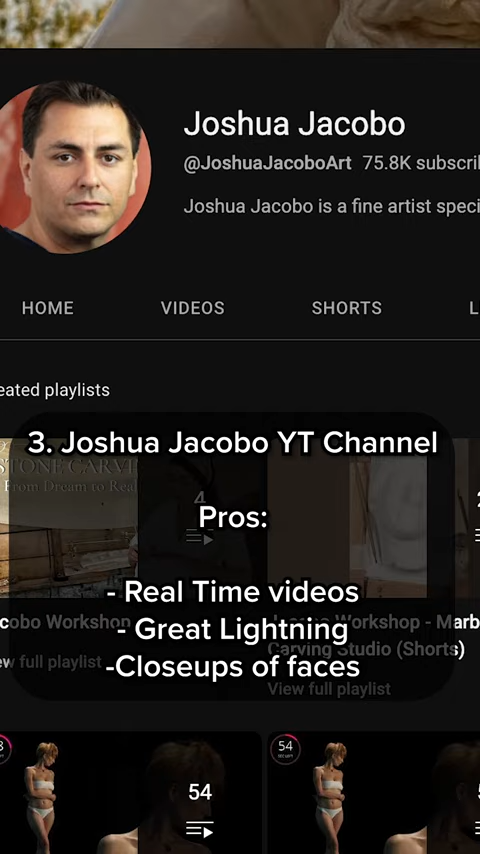 Joshua Jacobo
@JoshuaJacoboArt 75.8K subscri
Joshua Jacobo is a fine artist speci
HOME VIDEOS SHORTS L
eated playlists
3. Joshua Jacobo YT Channel
STONE CARVI
From Dream to Real
4
Pros:
- Real Time videos
- Great Lightning
-Closeups of faces
cobo Workshop
Workshop - Marb
Carving Studio (Shorts)
ew full playlist
View full playlist
54
54